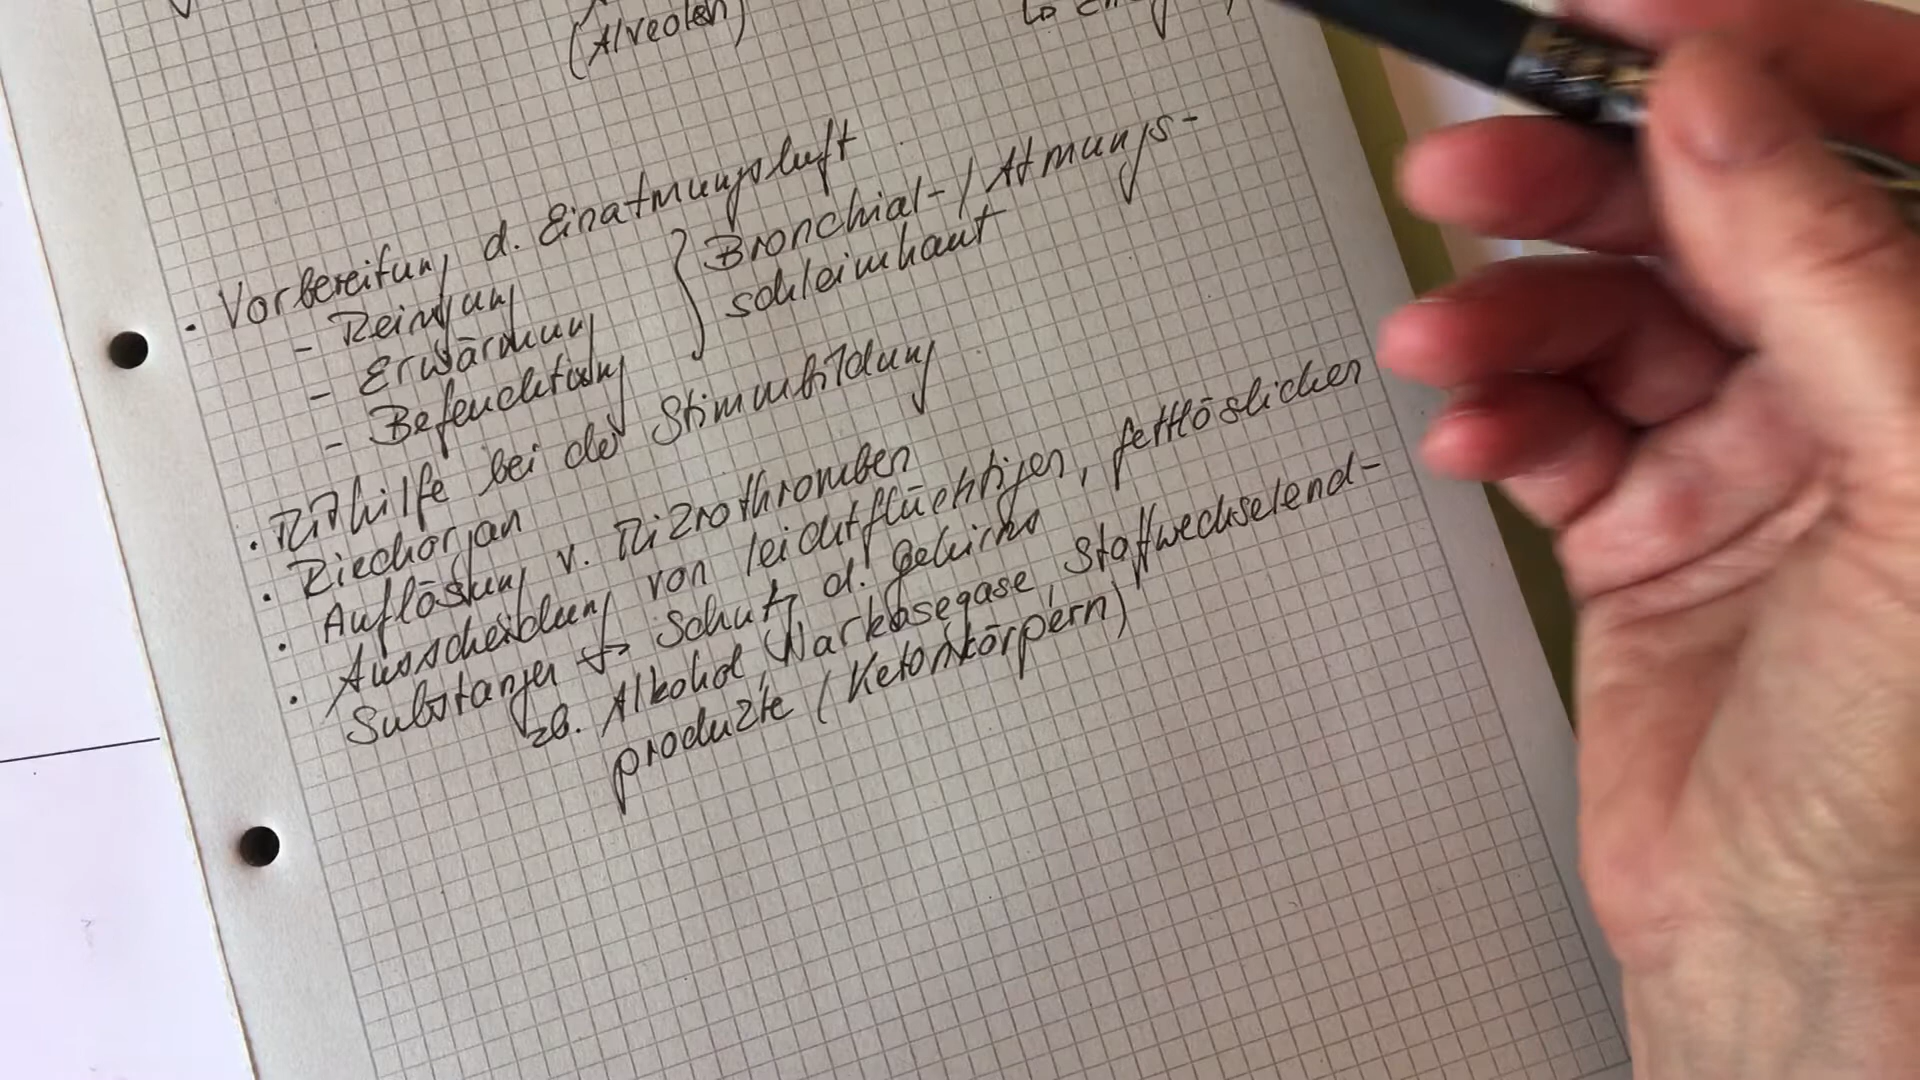 (Alveolen)
· Vorbereitung d. Einatmungsluft
- Reinigung
- Erwärmung
- Befeuchtung
} Bronchial-/Atmungs-
schleimhaut
· Mithilfe bei der Stimmbildung
· Riechorgan
· Auflösung v. Mikrothromben
· Ausscheidung von leichtflüchtigen, fettlöslichen
Substanzen → Schutz d. Gehirns
zb. Alkohol, Narkosegase, Stoffwechselend-
produkte (Ketonkörpern)